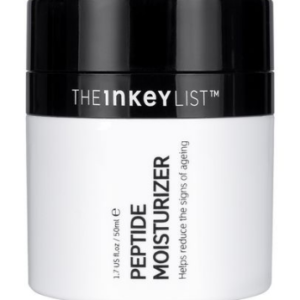 THE INKEY LIST™
PEPTIDE
MOISTURIZER
Helps reduce the signs of ageing
1.7 US fl.oz / 50ml ℮